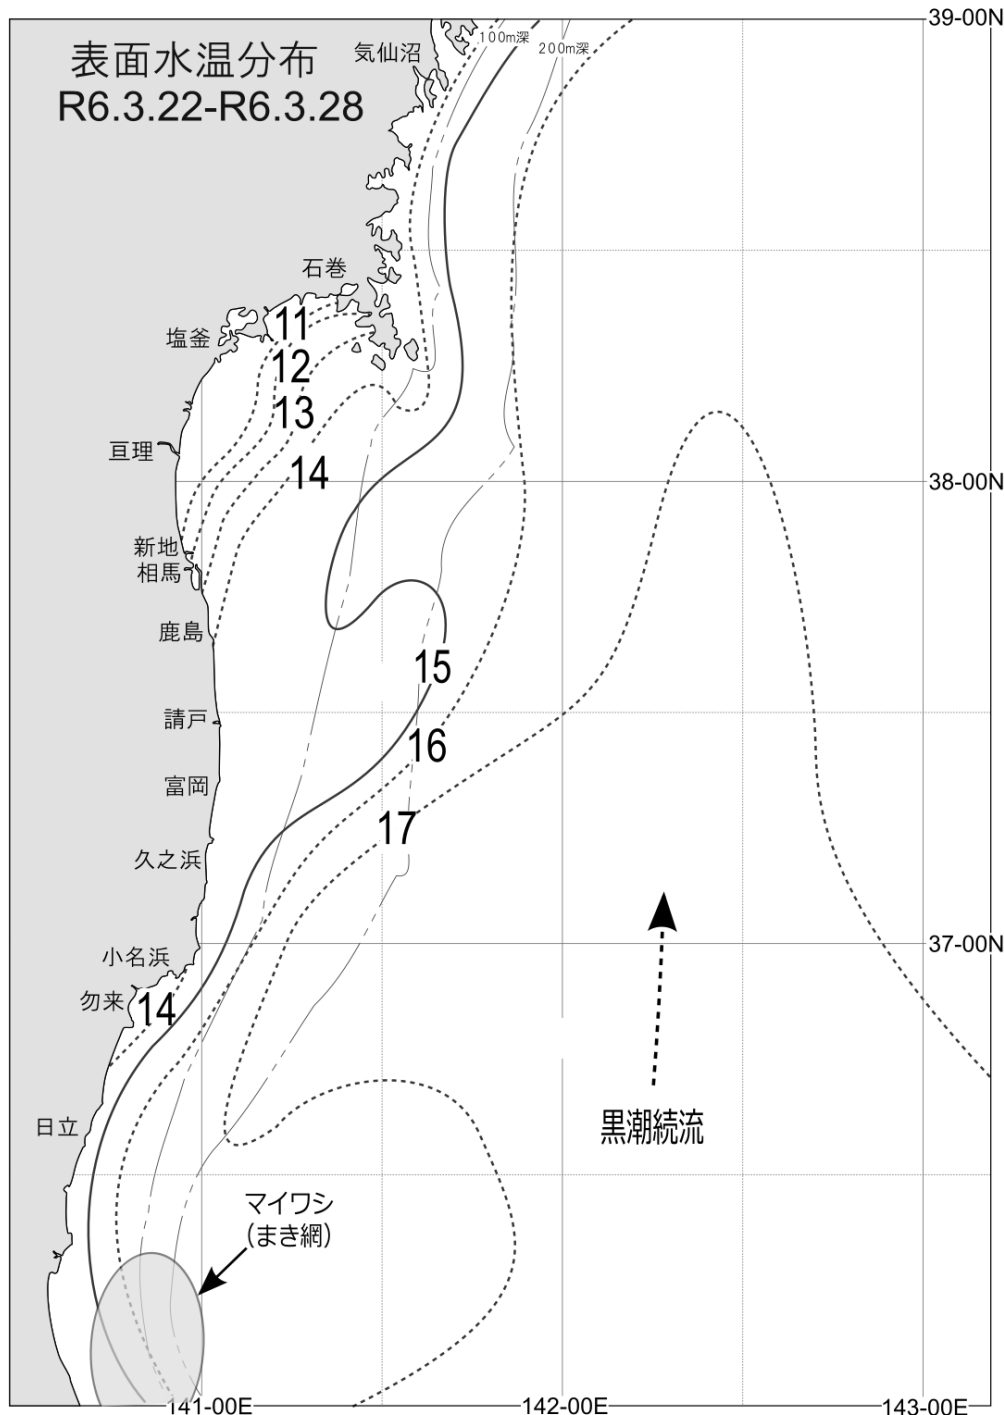 表面水温分布
R6.3.22-R6.3.28
気仙沼
100m深
200m深
39-00N
石巻
塩釜
11
12
13
亘理
14
38-00N
新地
相馬
鹿島
15
請戸
16
富岡
17
久之浜
37-00N
小名浜
勿来
14
黒潮続流
日立
マイワシ
(まき網)
141-00E
142-00E
143-00E